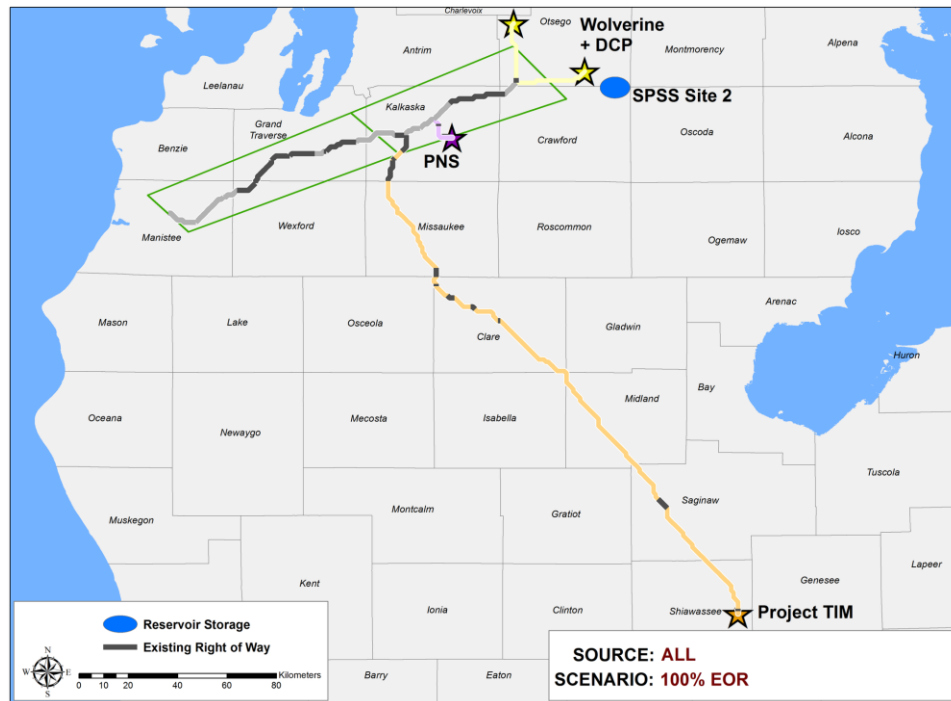 Charlevoix
Otsego
Wolverine
+ DCP
Antrim
Montmorency
Alpena
Leelanau
SPSS Site 2
Kalkaska
Grand
Traverse
Benzie
Crawford
Oscoda
Alcona
PNS
Manistee
Wexford
Missaukee
Roscommon
Ogemaw
Iosco
Arenac
Mason
Lake
Osceola
Clare
Gladwin
Huron
Bay
Midland
Oceana
Newaygo
Mecosta
Isabella
Tuscola
Saginaw
Muskegon
Montcalm
Gratiot
Lapeer
Genesee
Kent
Ionia
Clinton
Shiawassee
Project TIM
Reservoir Storage
Existing Right of Way
N
W E
S
Kilometers
0 10 20 40 60 80
Barry
Eaton
SOURCE: ALL
SCENARIO: 100% EOR